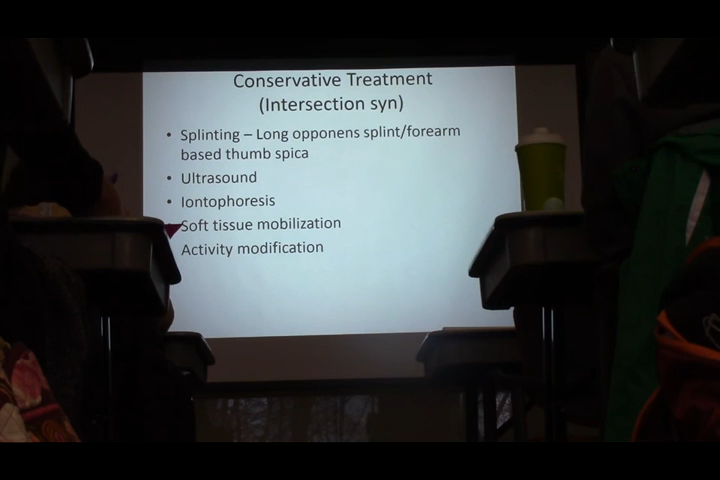 Conservative Treatment
(Intersection syn)
• Splinting – Long opponens splint/forearm
based thumb spica
• Ultrasound
• Iontophoresis
Soft tissue mobilization
Activity modification